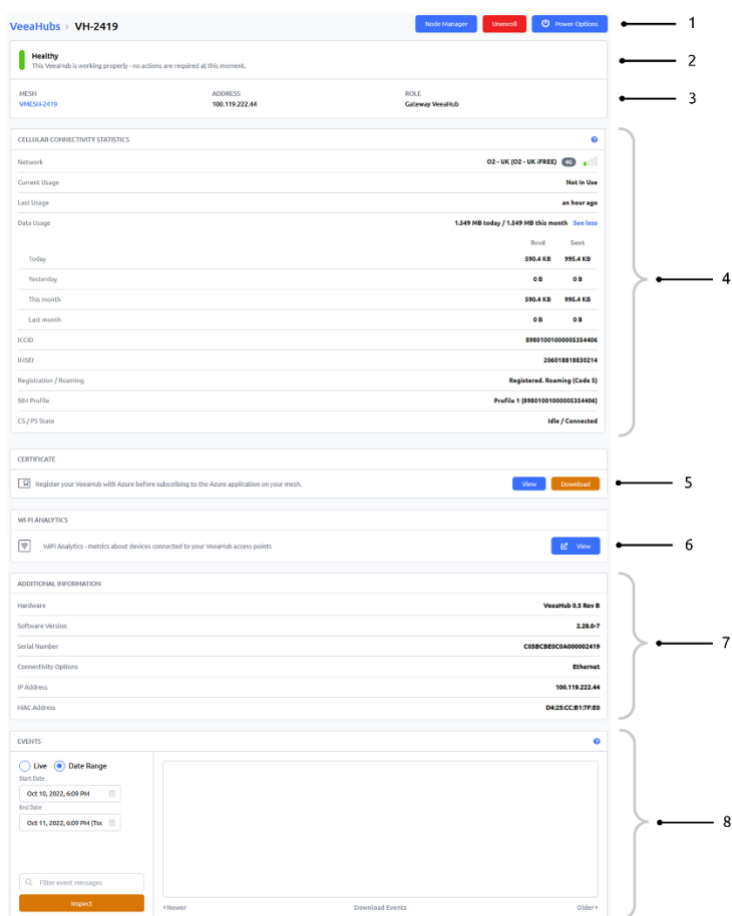 VeeaHubs › VH-2419 Node Manager Unenroll Power Options 1
Healthy
This VeeaHub is working properly - no actions are required at this moment. 2
MESH ADDRESS ROLE
VMESH-2419 100.119.222.44 Gateway VeeaHub 3
CELLULAR CONNECTIVITY STATISTICS
Network O2 - UK (O2 - UK iFREE) 4G
Current Usage Not In Use
Last Usage an hour ago
Data Usage 1.549 MB today / 1.549 MB this month See less
Rcvd Sent
Today 590.4 KB 995.4 KB
Yesterday 0 B 0 B
This month 590.4 KB 995.4 KB
Last month 0 B 0 B
4
ICCID 89801001000005354406
IMSEI 206018818830214
Registration / Roaming Registered. Roaming (Code 5)
SIM Profile Profile 1 (89801001000005354406)
CS / PS State Idle / Connected
CERTIFICATE
Register your VeeaHub with Azure before subscribing to the Azure application on your mesh. View Download 5
WI-FI ANALYTICS
WiFi Analytics - metrics about devices connected to your VeeaHub access points View 6
ADDITIONAL INFORMATION
Hardware VeeaHub 0.5 Rev B
Software Version 2.28.0-7
Serial Number C05BCBE0C0A000002419
Connectivity Options Ethernet
IP Address 100.119.222.44
MAC Address D4:25:CC:B1:7F:E0
7
EVENTS
Live Date Range
Start Date
Oct 10, 2022, 6:09 PM
End Date
Oct 11, 2022, 6:09 PM (Toc
8
Filter event messages
Inspect
‹Newer Download Events Older›